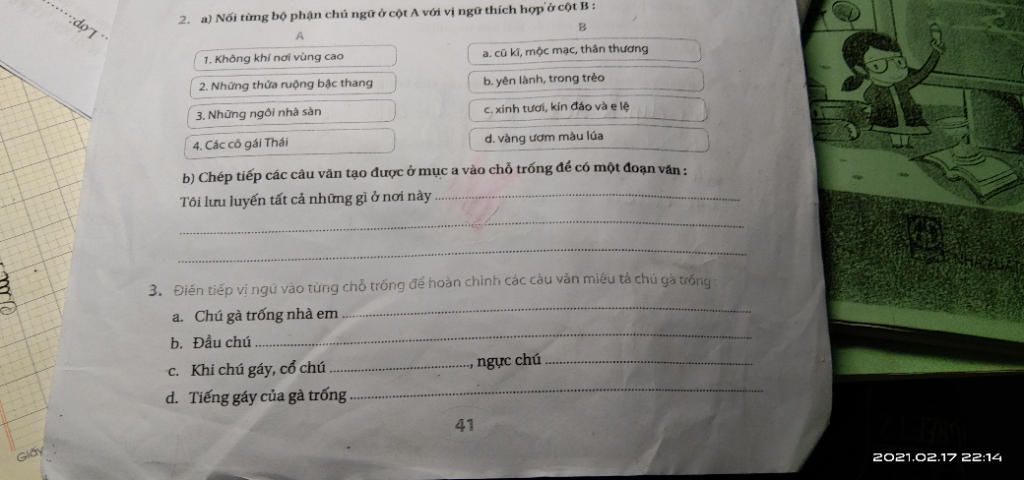 Lớp:
2. a) Nối từng bộ phận chủ ngữ ở cột A với vị ngữ thích hợp ở cột B :
A B
1. Không khí nơi vùng cao a. cũ kĩ, mộc mạc, thân thương
2. Những thửa ruộng bậc thang b. yên lành, trong trẻo
3. Những ngôi nhà sàn c. xinh tươi, kín đáo và e lệ
4. Các cô gái Thái d. vàng ươm màu lúa
b) Chép tiếp các câu văn tạo được ở mục a vào chỗ trống để có một đoạn văn :
Tôi lưu luyến tất cả những gì ở nơi này
3. Điền tiếp vị ngữ vào từng chỗ trống để hoàn chỉnh các câu văn miêu tả chú gà trống :
a. Chú gà trống nhà em
b. Đầu chú
c. Khi chú gáy, cổ chú , ngực chú
d. Tiếng gáy của gà trống
41
Giấy
2021.02.17 22:14